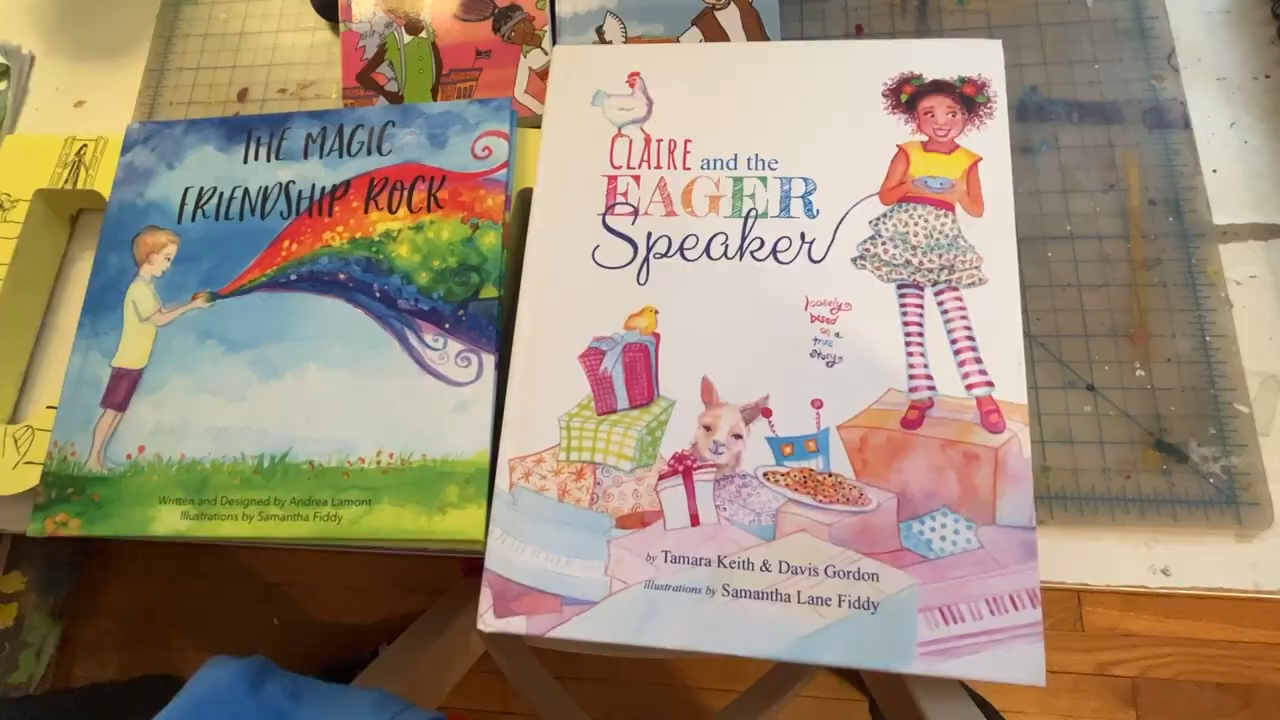 THE MAGIC
FRIENDSHIP ROCK
Written and Designed by Andrea Lamont
Illustrations by Samantha Fiddy
CLAIRE and the
EAGER
Speaker
loosely
based
on a
true
story
by Tamara Keith & Davis Gordon
illustrations by Samantha Lane Fiddy